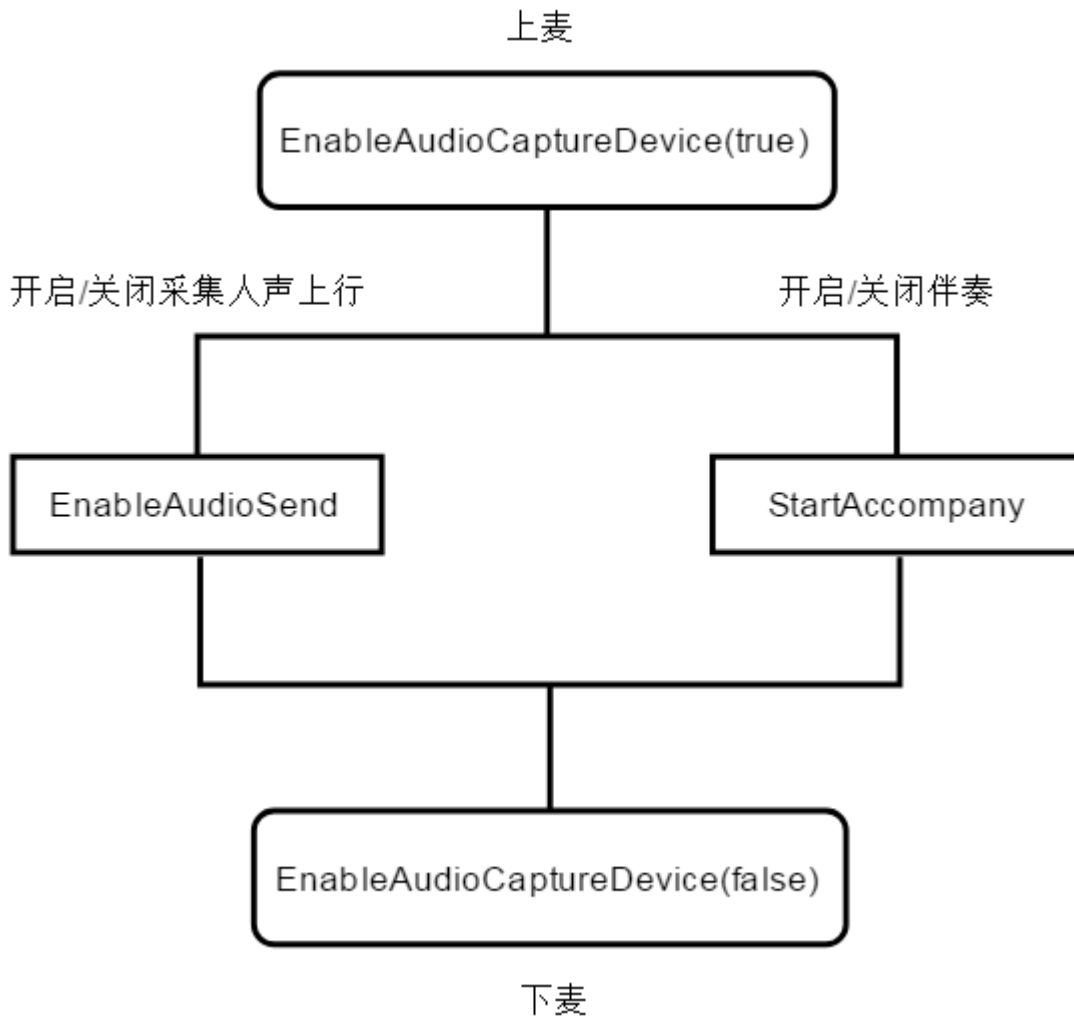 上麦
EnableAudioCaptureDevice(true)
开启/关闭采集人声上行
开启/关闭伴奏
EnableAudioSend
StartAccompany
EnableAudioCaptureDevice(false)
下麦